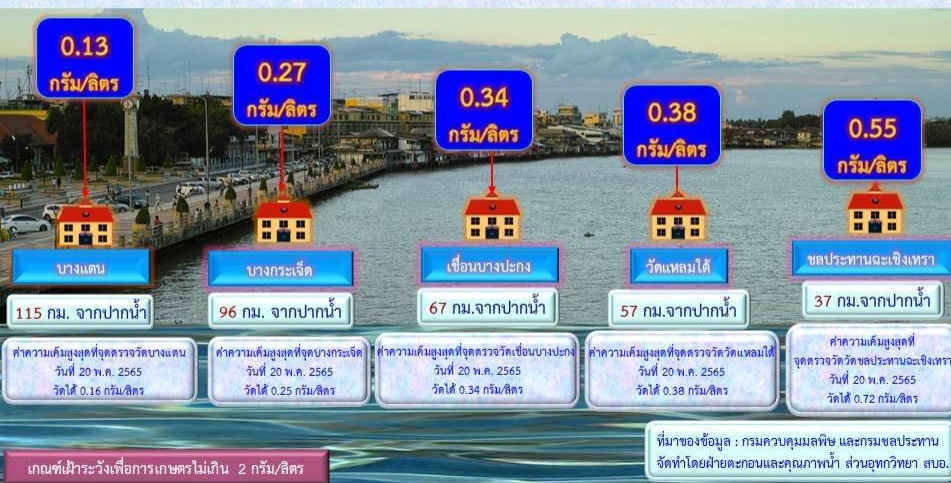 0.13
กรัม/ลิตร
0.27
กรัม/ลิตร
0.34
กรัม/ลิตร
0.38
กรัม/ลิตร
0.55
กรัม/ลิตร
บางแตน
บางกระเจ็ด
เขื่อนบางปะกง
วัดแหลมใต้
ชลประทานฉะเชิงเทรา
115 กม. จากปากน้ำ
96 กม. จากปากน้ำ
67 กม.จากปากน้ำ
57 กม.จากปากน้ำ
37 กม.จากปากน้ำ
ค่าความเค็มสูงสุดที่จุดตรวจวัดบางแตน
วันที่ 20 พ.ค. 2565
วัดได้ 0.16 กรัม/ลิตร
ค่าความเค็มสูงสุดที่จุดบางกระเจ็ด
วันที่ 20 พ.ค. 2565
วัดได้ 0.25 กรัม/ลิตร
ค่าความเค็มสูงสุดที่จุดตรวจวัดเขื่อนบางปะกง
วันที่ 20 พ.ค. 2565
วัดได้ 0.34 กรัม/ลิตร
ค่าความเค็มสูงสุดที่จุดตรวจวัดวัดแหลมใต้
วันที่ 20 พ.ค. 2565
วัดได้ 0.38 กรัม/ลิตร
ค่าความเค็มสูงสุดที่
จุดตรวจวัดวัดชลประทานฉะเชิงเทรา
วันที่ 20 พ.ค. 2565
วัดได้ 0.72 กรัม/ลิตร
เกณฑ์เฝ้าระวังเพื่อการเกษตรไม่เกิน 2 กรัม/ลิตร
ที่มาของข้อมูล : กรมควบคุมมลพิษ และกรมชลประทาน
จัดทำโดยฝ่ายตะกอนและคุณภาพน้ำ ส่วนอุทกวิทยา สบอ.